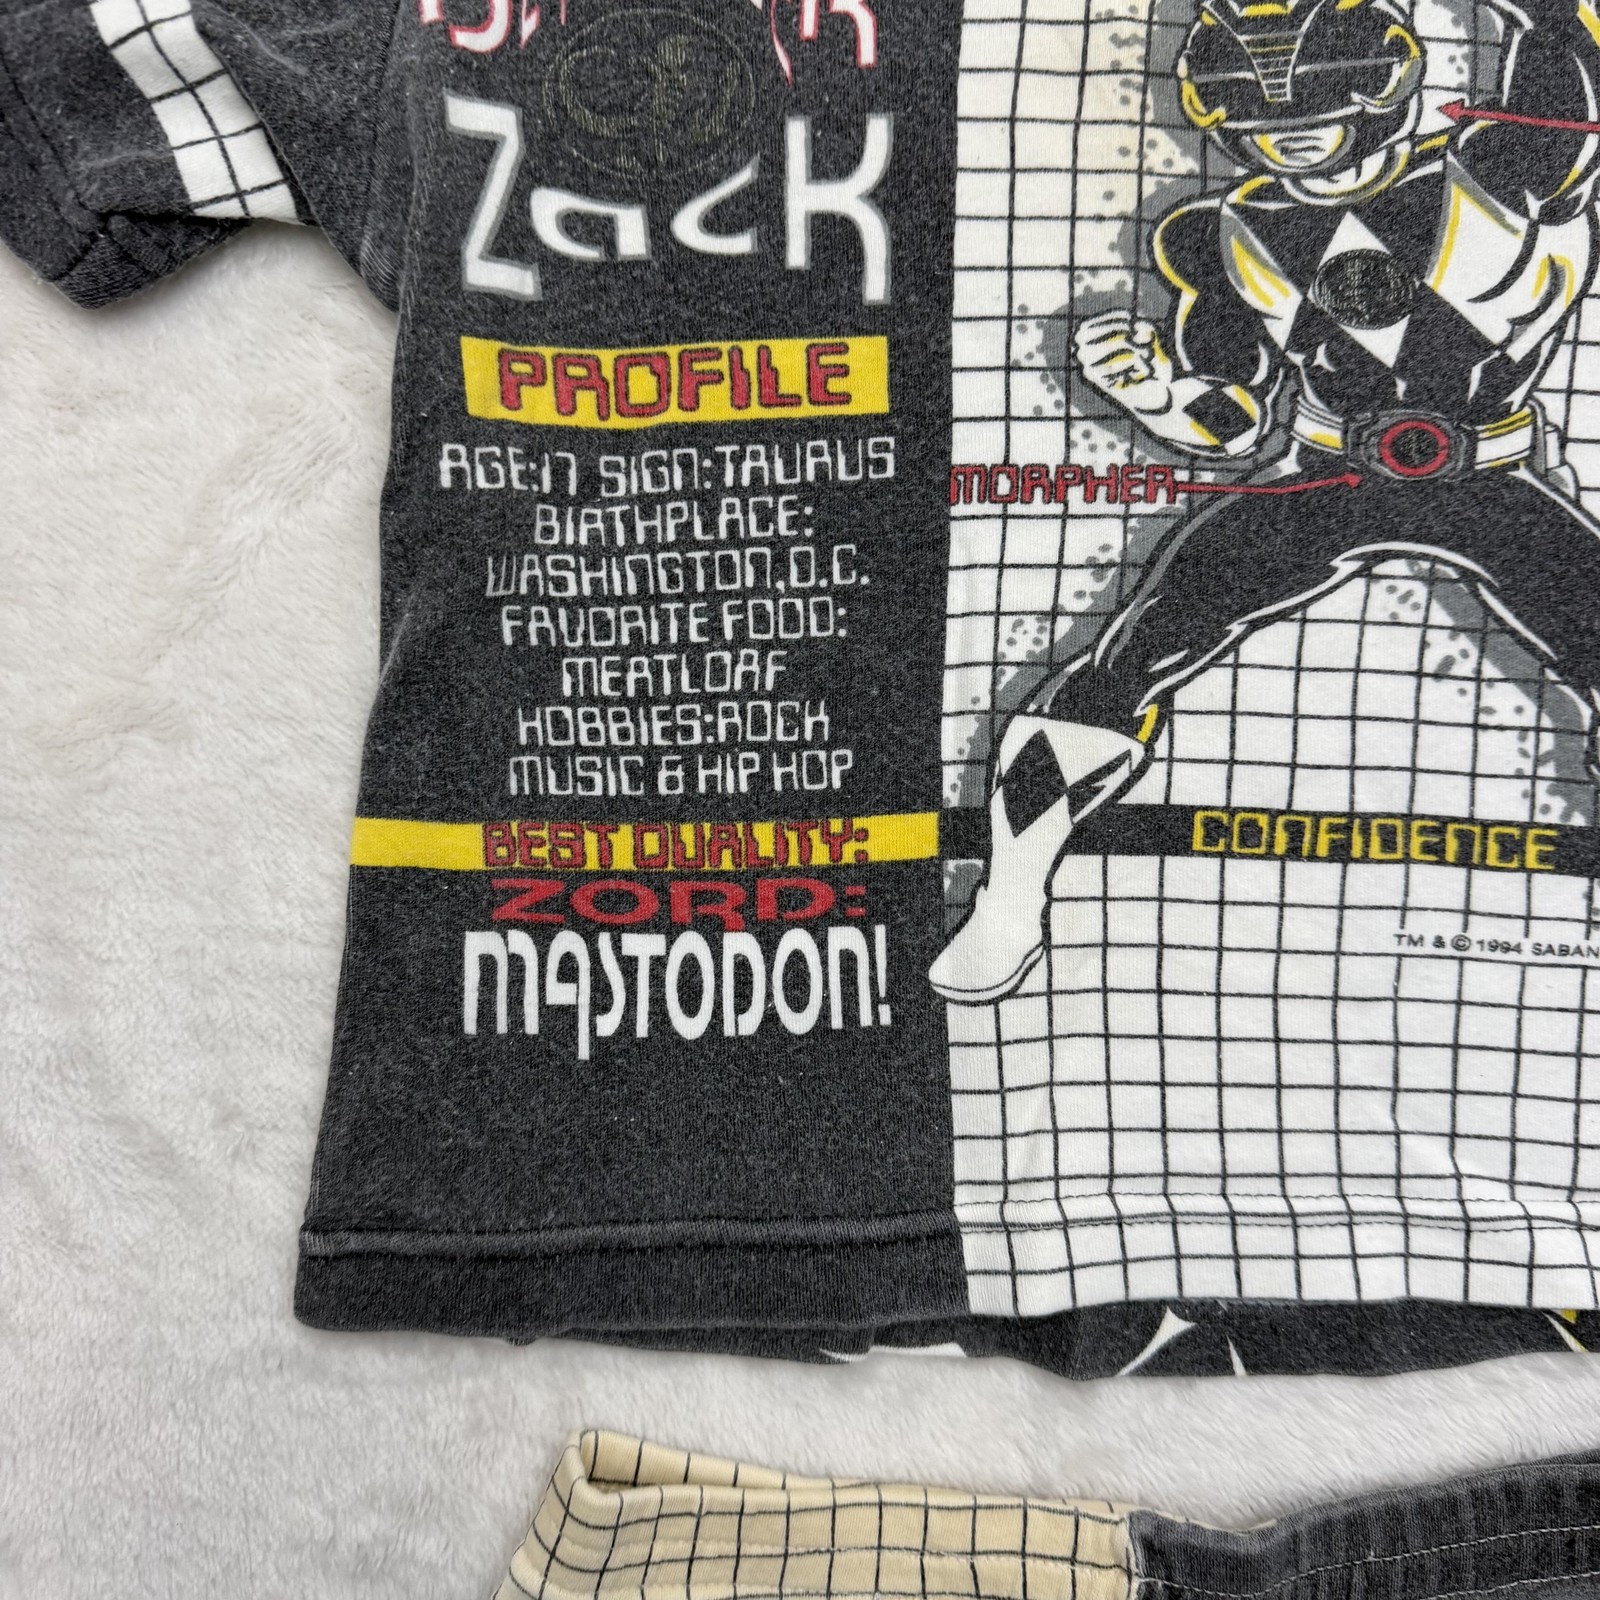 Zack
PROFILE
AGE:17 SIGN:TAURUS
BIRTHPLACE:
WASHINGTON,D.C.
FAVORITE FOOD:
MEATLOAF
HOBBIES:ROCK
MUSIC & HIP HOP
BEST QUALITY:
ZORD:
MASTODON!
MORPHER
CONFIDENCE
TM & © 1994 SABAN